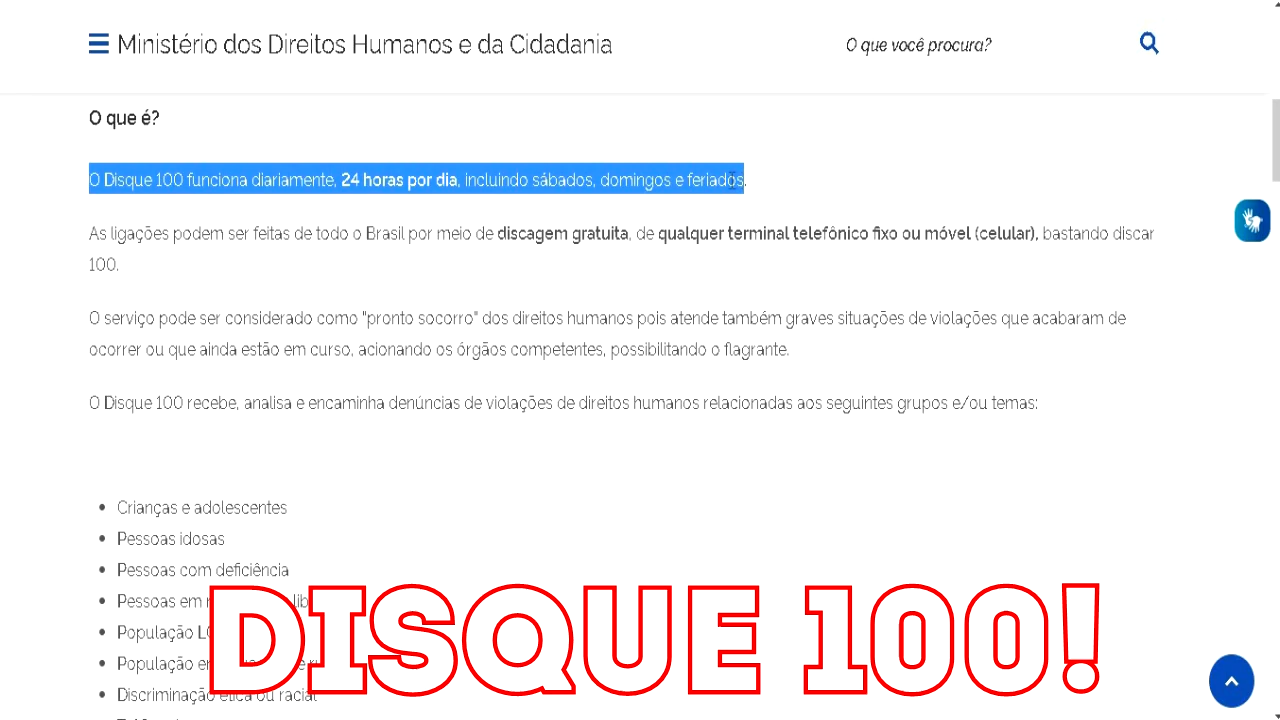 Ministério dos Direitos Humanos e da Cidadania
O que você procura?
O que é?
O Disque 100 funciona diariamente, 24 horas por dia, incluindo sábados, domingos e feriados.
As ligações podem ser feitas de todo o Brasil por meio de discagem gratuita, de qualquer terminal telefônico fixo ou móvel (celular), bastando discar
100.
O serviço pode ser considerado como "pronto socorro" dos direitos humanos pois atende também graves situações de violações que acabaram de
ocorrer ou que ainda estão em curso, acionando os órgãos competentes, possibilitando o flagrante.
O Disque 100 recebe, analisa e encaminha denúncias de violações de direitos humanos relacionadas aos seguintes grupos e/ou temas:
Crianças e adolescentes
Pessoas idosas
Pessoas com deficiência
Pessoas em
População
População
Discriminação ética ou racial
DISQUE 100!